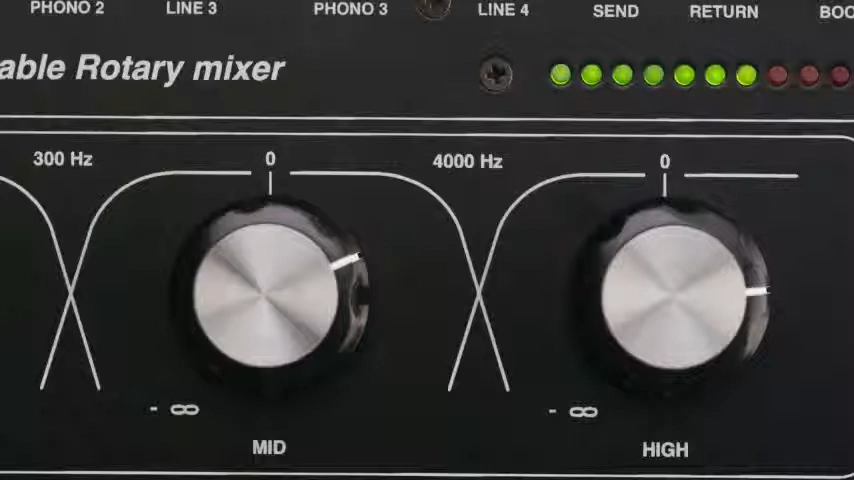 PHONO 2 LINE 3 PHONO 3 LINE 4 SEND RETURN
able Rotary mixer
300 Hz 0 4000 Hz 0
- ∞ - ∞
MID HIGH